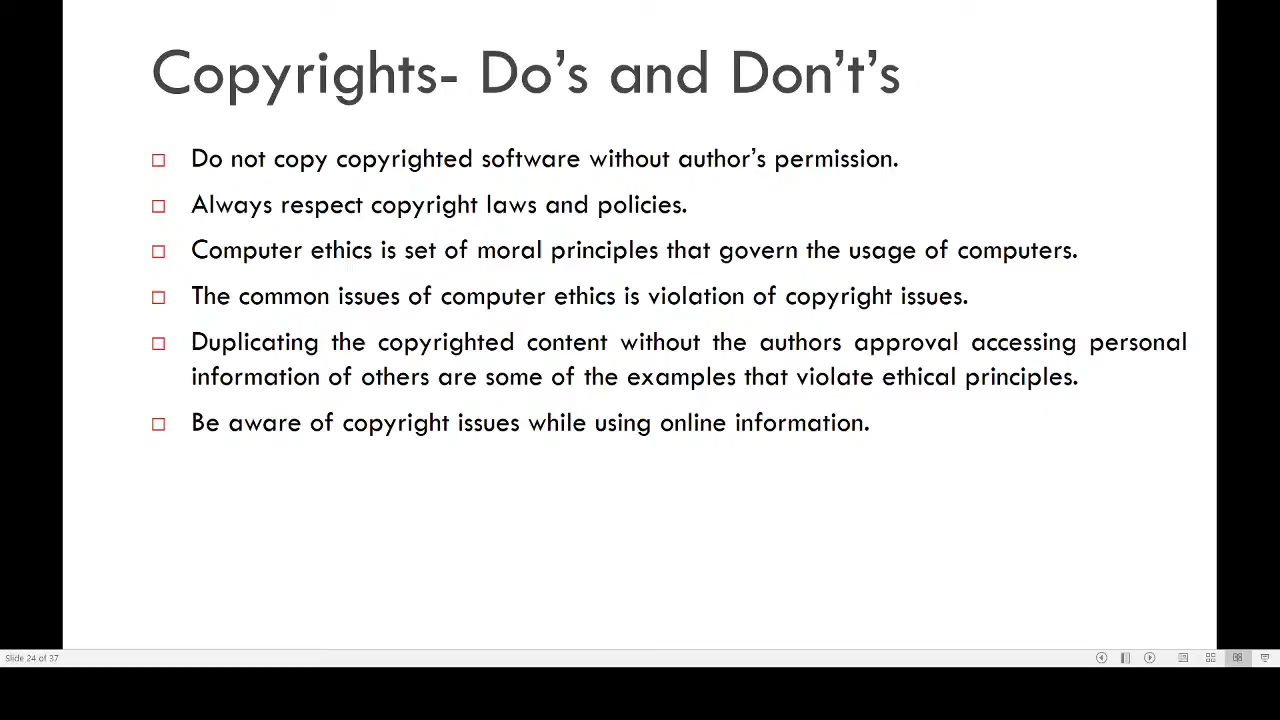 Copyrights- Do’s and Don’t’s
Do not copy copyrighted software without author’s permission.
Always respect copyright laws and policies.
Computer ethics is set of moral principles that govern the usage of computers.
The common issues of computer ethics is violation of copyright issues.
Duplicating the copyrighted content without the authors approval accessing personal
information of others are some of the examples that violate ethical principles.
Be aware of copyright issues while using online information.
Slide 24 of 37